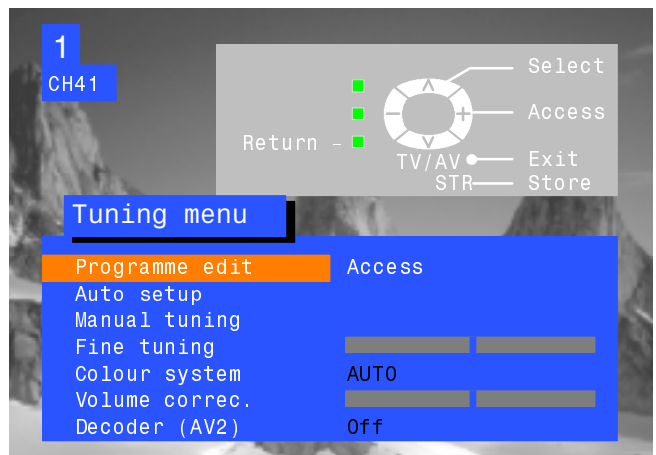 1
CH41
Select
Access
Return –
TV/AV
Exit
STR
Store
Tuning menu
Programme edit Access
Auto setup
Manual tuning
Fine tuning
Colour system AUTO
Volume correc.
Decoder (AV2) Off